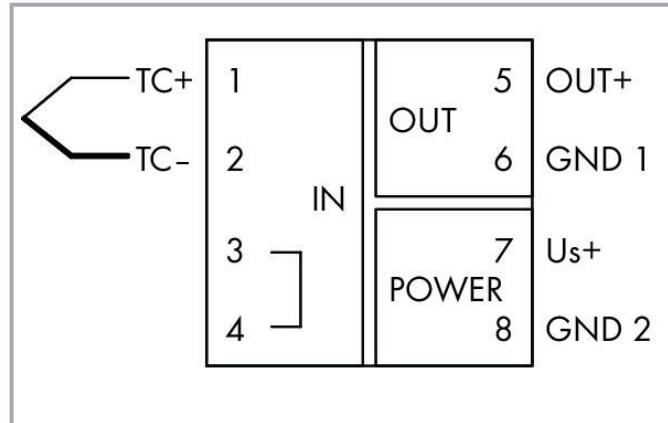 TC+ 1 5 OUT+
OUT
TC- 2 6 GND 1
IN
3 7 Us+
POWER
4 8 GND 2